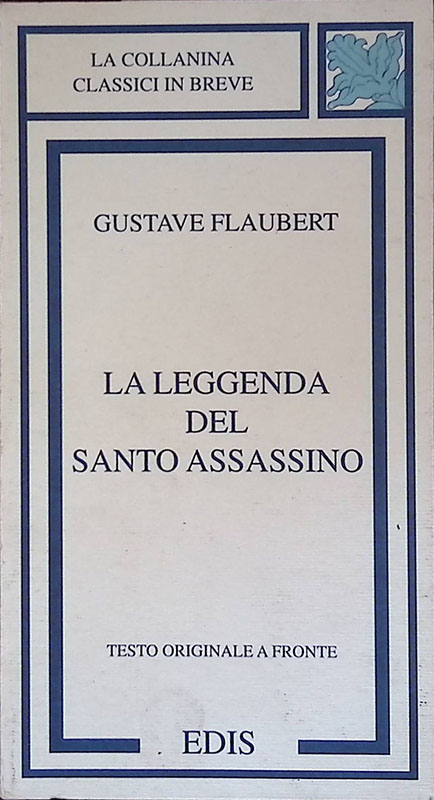 LA COLLANINA
CLASSICI IN BREVE
GUSTAVE FLAUBERT
LA LEGGENDA
DEL
SANTO ASSASSINO
TESTO ORIGINALE A FRONTE
EDIS